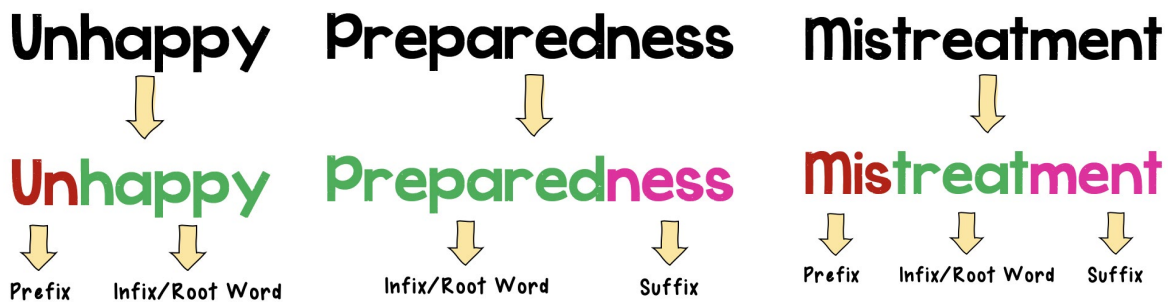 Unhappy
Preparedness
Mistreatment
Unhappy
Preparedness
Mistreatment
Prefix
Infix/Root Word
Infix/Root Word
Suffix
Prefix
Infix/Root Word
Suffix